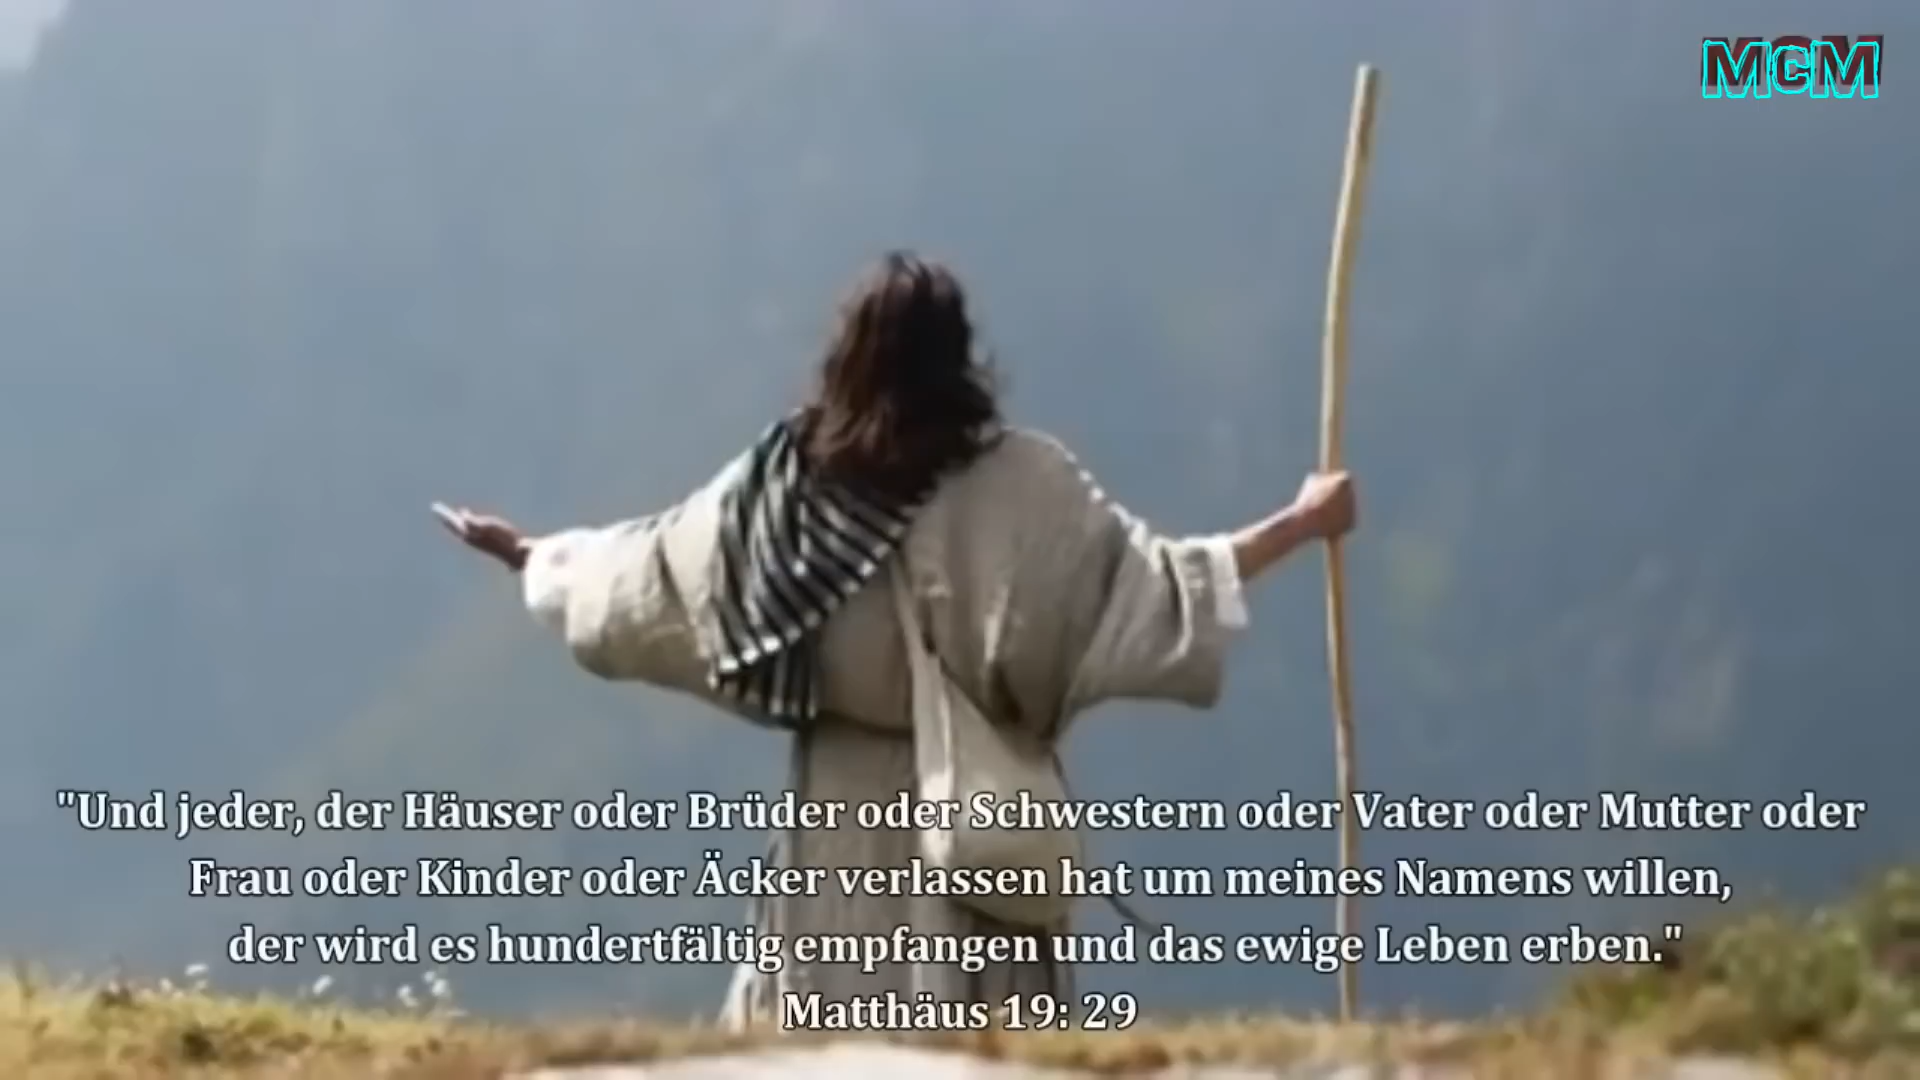 MCM
"Und jeder, der Häuser oder Brüder oder Schwestern oder Vater oder Mutter oder
Frau oder Kinder oder Äcker verlassen hat um meines Namens willen,
der wird es hundertfältig empfangen und das ewige Leben erben."
Matthäus 19: 29